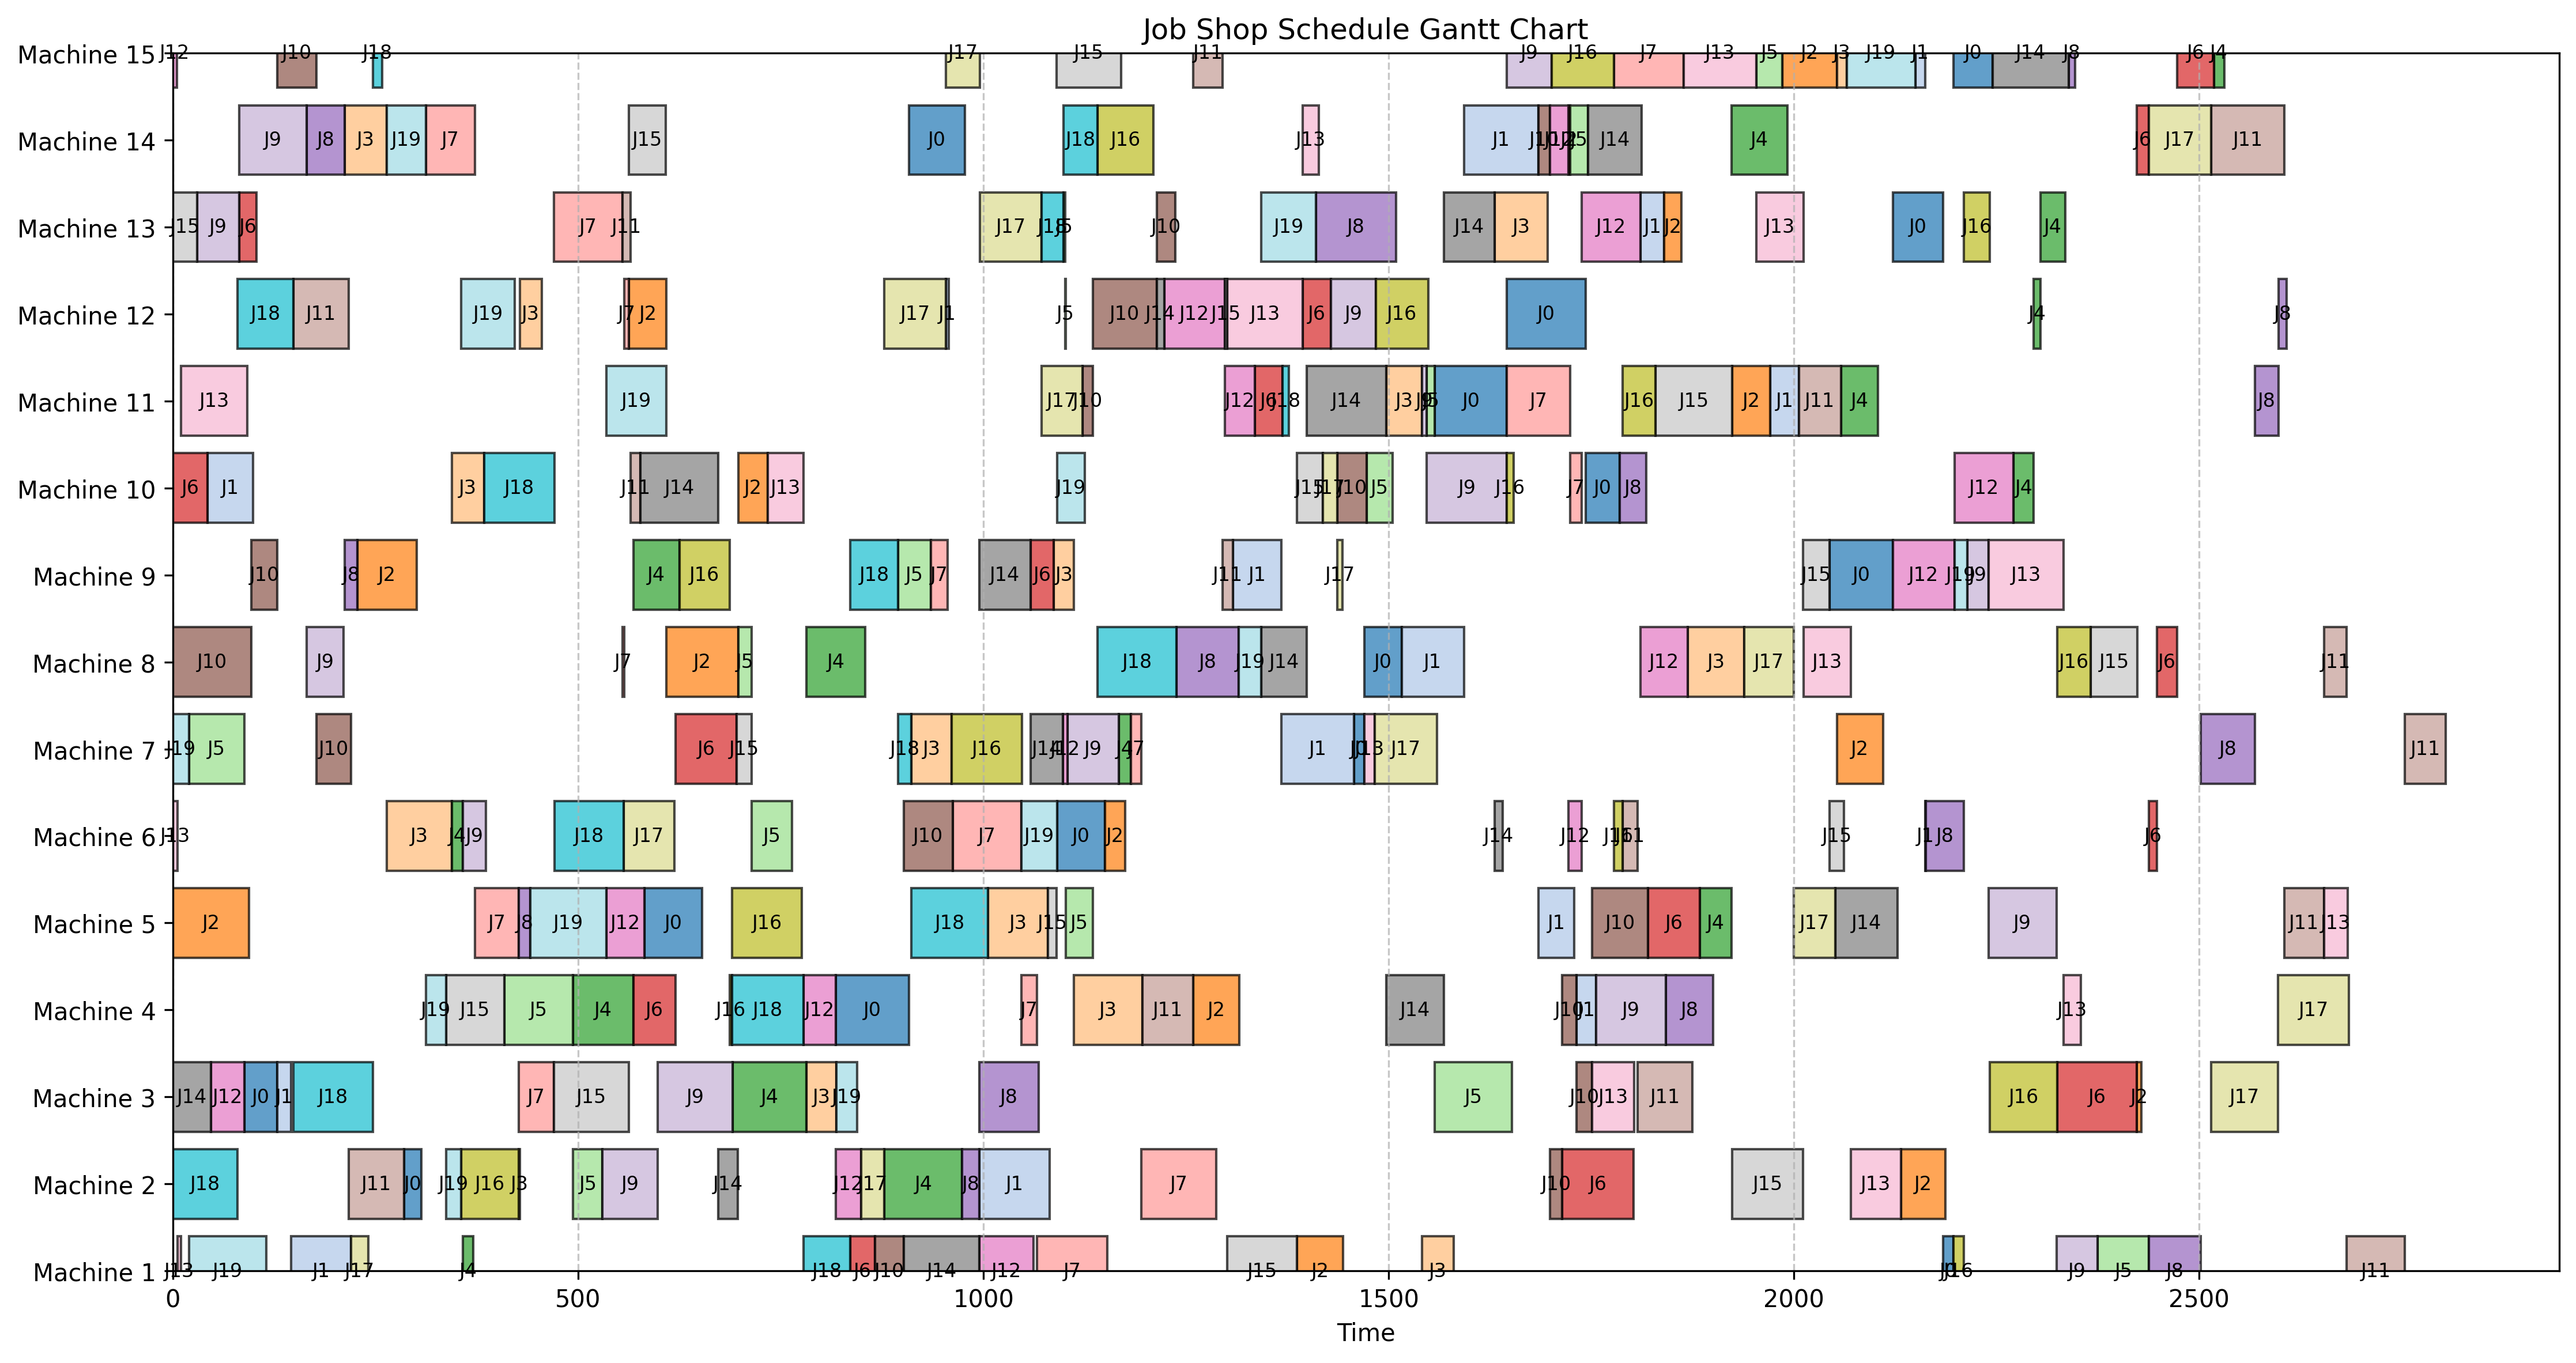 Job Shop Schedule Gantt Chart
Machine 15 J12 J10 J18 J17 J15 J11 J9 J16 J7 J13 J5 J2 J3 J19 J1 J0 J14 J8 J6 J4
Machine 14 J9 J8 J3 J19 J7 J15 J0 J18 J16 J13 J1 J10 J12 J5 J14 J4 J6 J17 J11
Machine 13 J15 J9 J6 J7 J11 J17 J18 J5 J10 J19 J8 J14 J3 J12 J1 J2 J13 J0 J16 J4
Machine 12 J18 J11 J19 J3 J7 J2 J17 J1 J5 J10 J14 J12 J15 J13 J6 J9 J16 J0 J4 J8
Machine 11 J13 J19 J17 J10 J12 J6 J18 J14 J3 J9 J5 J0 J7 J16 J15 J2 J1 J11 J4 J8
Machine 10 J6 J1 J3 J18 J11 J14 J2 J13 J19 J15 J17 J10 J5 J9 J16 J7 J0 J8 J12 J4
Machine 9 J10 J8 J2 J4 J16 J18 J5 J7 J14 J6 J3 J11 J1 J17 J15 J0 J12 J19 J9 J13
Machine 8 J10 J9 J7 J2 J5 J4 J18 J8 J19 J14 J0 J1 J12 J3 J17 J13 J16 J15 J6 J11
Machine 7 J19 J5 J10 J6 J15 J18 J3 J16 J14 J12 J9 J4 J7 J1 J0 J13 J17 J2 J8 J11
Machine 6 J13 J3 J4 J9 J18 J17 J5 J10 J7 J19 J0 J2 J14 J12 J16 J11 J15 J1 J8 J6
Machine 5 J2 J7 J8 J19 J12 J0 J16 J18 J3 J15 J5 J1 J10 J6 J4 J17 J14 J9 J11 J13
Machine 4 J19 J15 J5 J4 J6 J16 J18 J12 J0 J7 J3 J11 J2 J14 J10 J1 J9 J8 J13 J17
Machine 3 J14 J12 J0 J1 J18 J7 J15 J9 J4 J3 J19 J8 J5 J10 J13 J11 J16 J6 J2 J17
Machine 2 J18 J11 J0 J19 J16 J3 J5 J9 J14 J12 J17 J4 J8 J1 J7 J10 J6 J15 J13 J2
Machine 1 J13 J19 J1 J17 J4 J18 J6 J10 J14 J12 J7 J15 J2 J3 J0 J16 J9 J5 J8 J11
0 500 1000 1500 2000 2500
Time